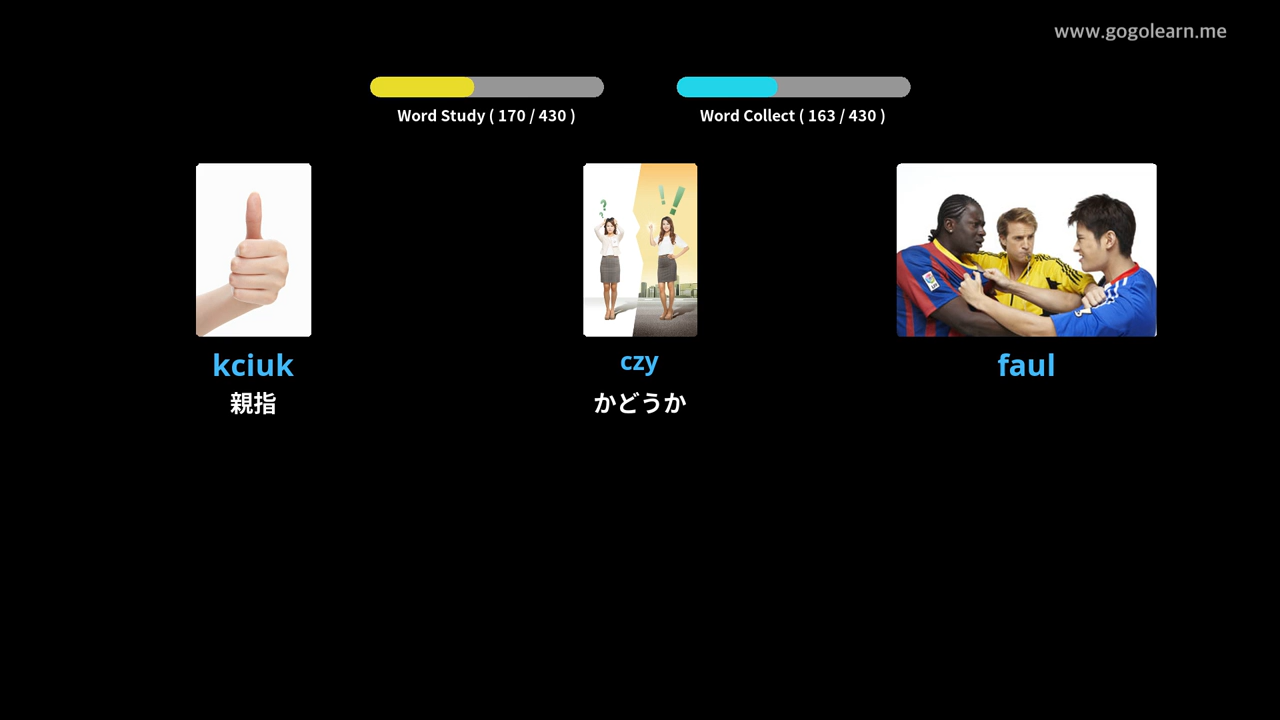 www.gogolearn.me
Word Study ( 170 / 430 )
Word Collect ( 163 / 430 )
kciuk
親指
czy
かどうか
faul